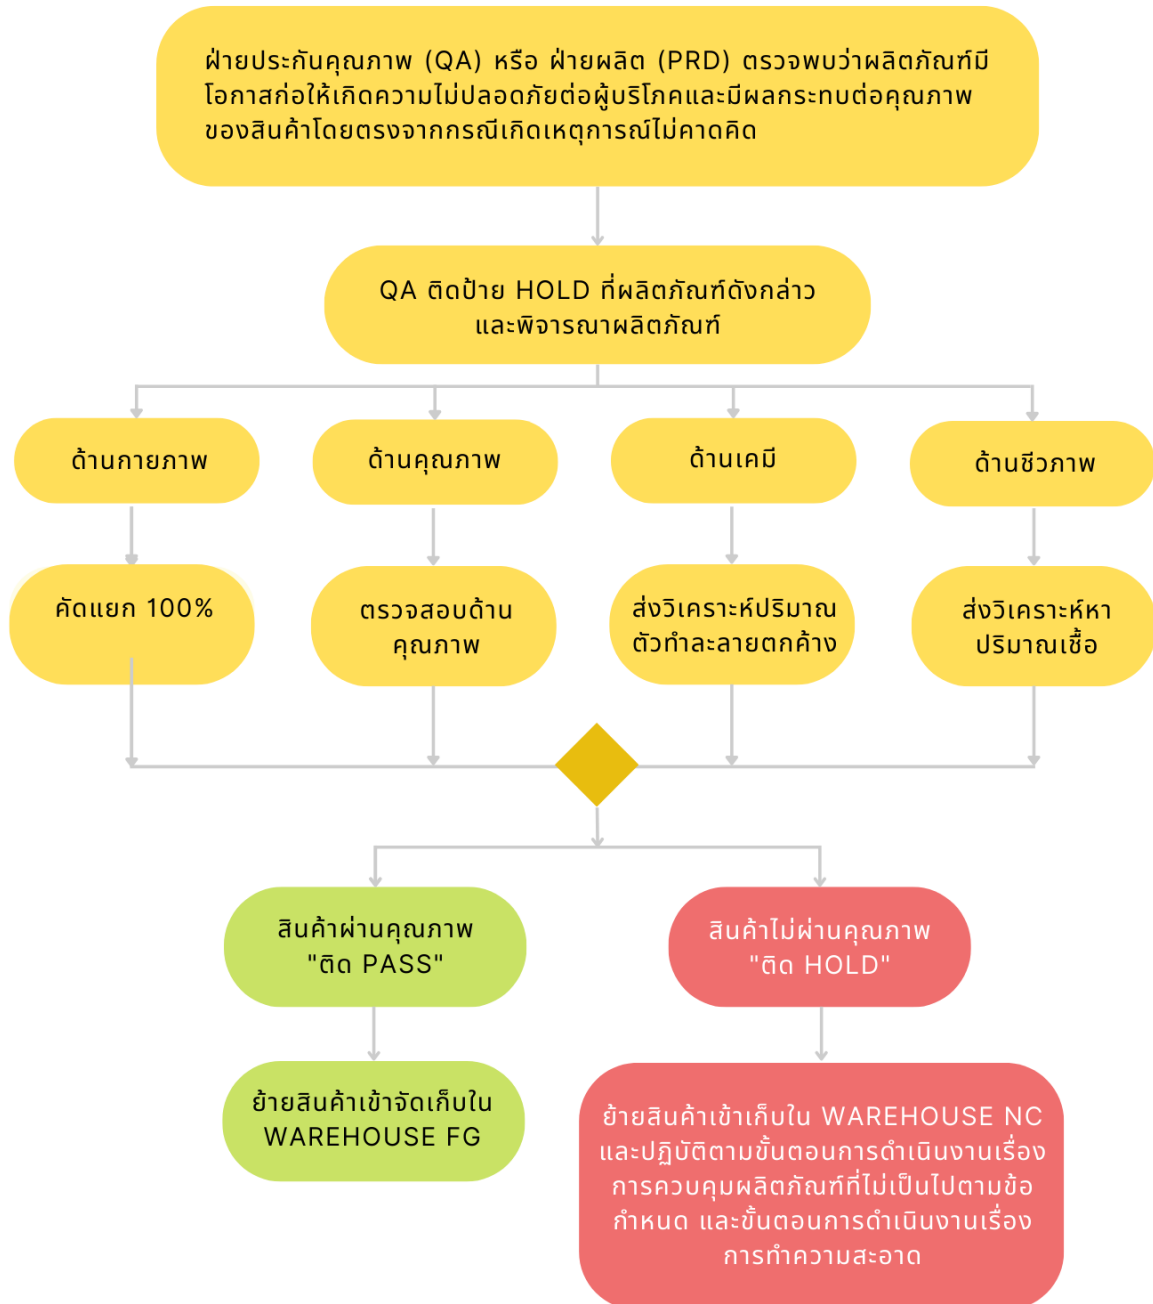 ฝ่ายประกันคุณภาพ (QA) หรือ ฝ่ายผลิต (PRD) ตรวจพบว่าผลิตภัณฑ์มี
โอกาสก่อให้เกิดความไม่ปลอดภัยต่อผู้บริโภคและมีผลกระทบต่อคุณภาพ
ของสินค้าโดยตรงจากกรณีเกิดเหตุการณ์ไม่คาดคิด
QA ติดป้าย HOLD ที่ผลิตภัณฑ์ดังกล่าว
และพิจารณาผลิตภัณฑ์
ด้านกายภาพ
ด้านคุณภาพ
ด้านเคมี
ด้านชีวภาพ
คัดแยก 100%
ตรวจสอบด้าน
คุณภาพ
ส่งวิเคราะห์ปริมาณ
ตัวทำละลายตกค้าง
ส่งวิเคราะห์หา
ปริมาณเชื้อ
สินค้าผ่านคุณภาพ
"ติด PASS"
สินค้าไม่ผ่านคุณภาพ
"ติด HOLD"
ย้ายสินค้าเข้าจัดเก็บใน
WAREHOUSE FG
ย้ายสินค้าเข้าเก็บใน WAREHOUSE NC
และปฏิบัติตามขั้นตอนการดำเนินงานเรื่อง
การควบคุมผลิตภัณฑ์ที่ไม่เป็นไปตามข้อ
กำหนด และขั้นตอนการดำเนินงานเรื่อง
การทำความสะอาด